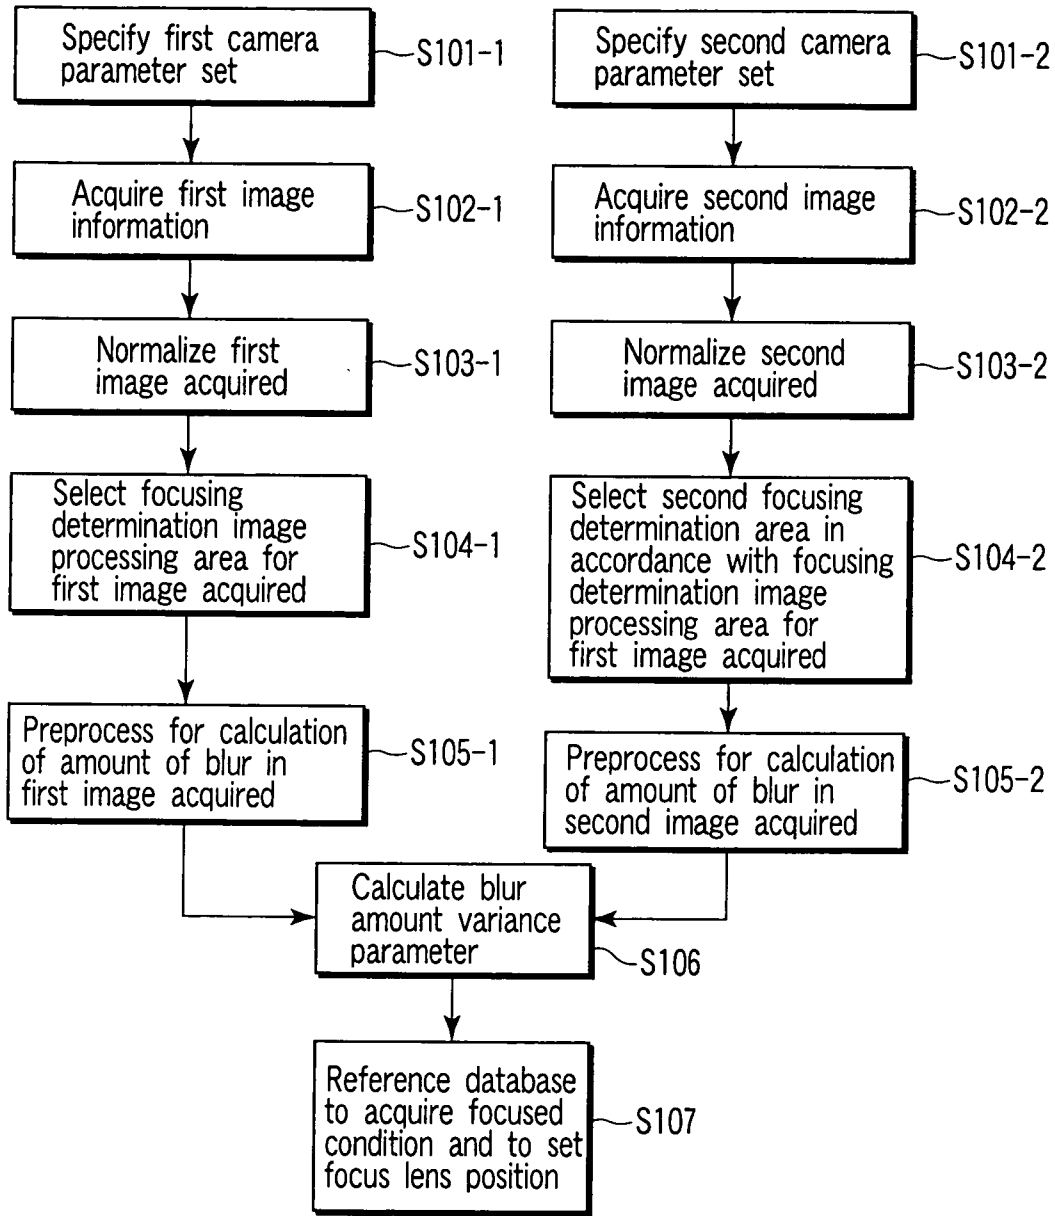 Specify first camera
parameter set
S101-1
Acquire first image
information
S102-1
Normalize first
image acquired
S103-1
Select focusing
determination image
processing area for
first image acquired
S104-1
Preprocess for calculation
of amount of blur in
first image acquired
S105-1
Specify second camera
parameter set
S101-2
Acquire second image
information
S102-2
Normalize second
image acquired
S103-2
Select second focusing
determination area in
accordance with focusing
determination image
processing area for
first image acquired
S104-2
Preprocess for calculation
of amount of blur in
second image acquired
S105-2
Calculate blur
amount variance
parameter
S106
Reference database
to acquire focused
condition and to set
focus lens position
S107